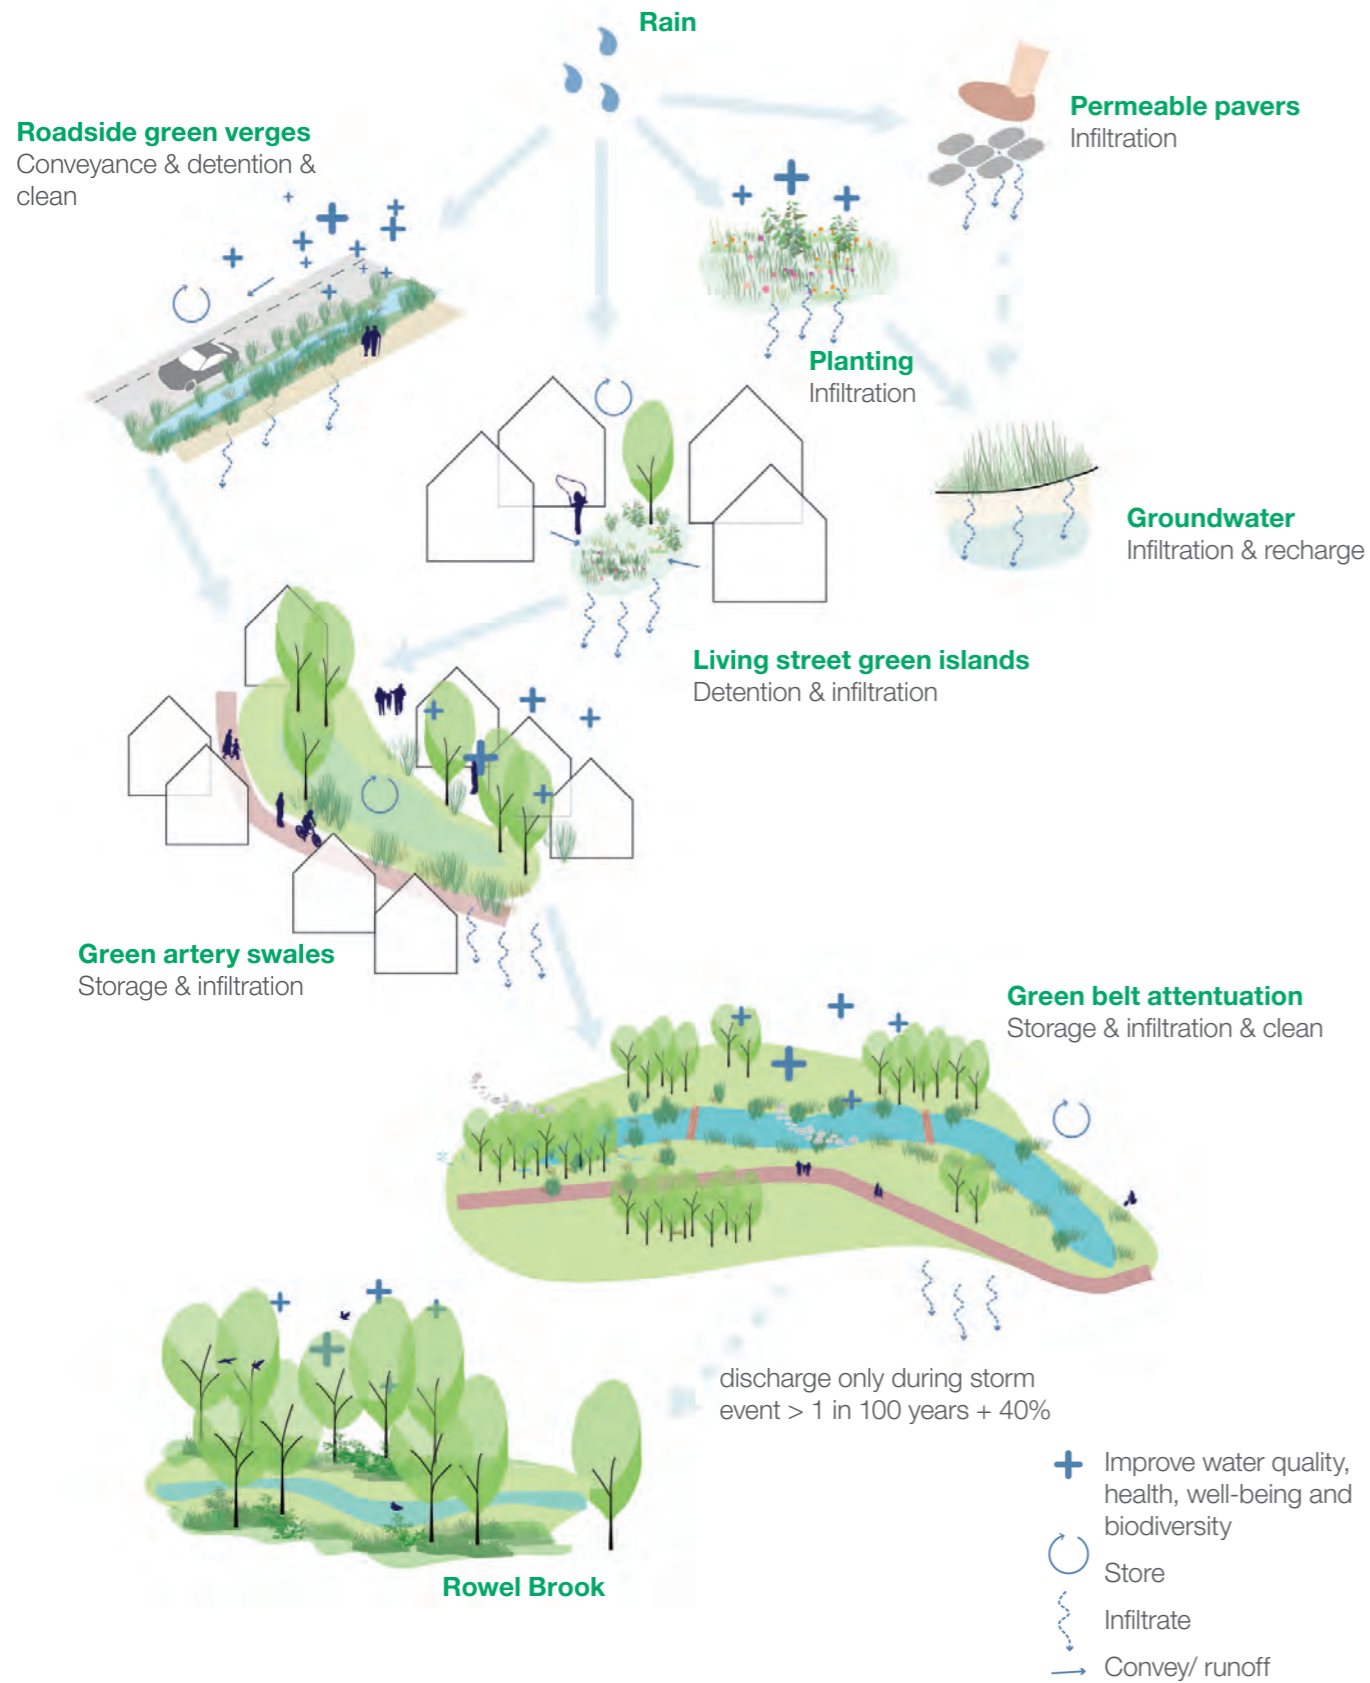 Rain
Permeable pavers
Infiltration
Roadside green verges
Conveyance & detention &
clean
Planting
Infiltration
Groundwater
Infiltration & recharge
Living street green islands
Detention & infiltration
Green artery swales
Storage & infiltration
Green belt attentuation
Storage & infiltration & clean
discharge only during storm
event > 1 in 100 years + 40%
Rowel Brook
Improve water quality,
health, well-being and
biodiversity
Store
Infiltrate
Convey/ runoff